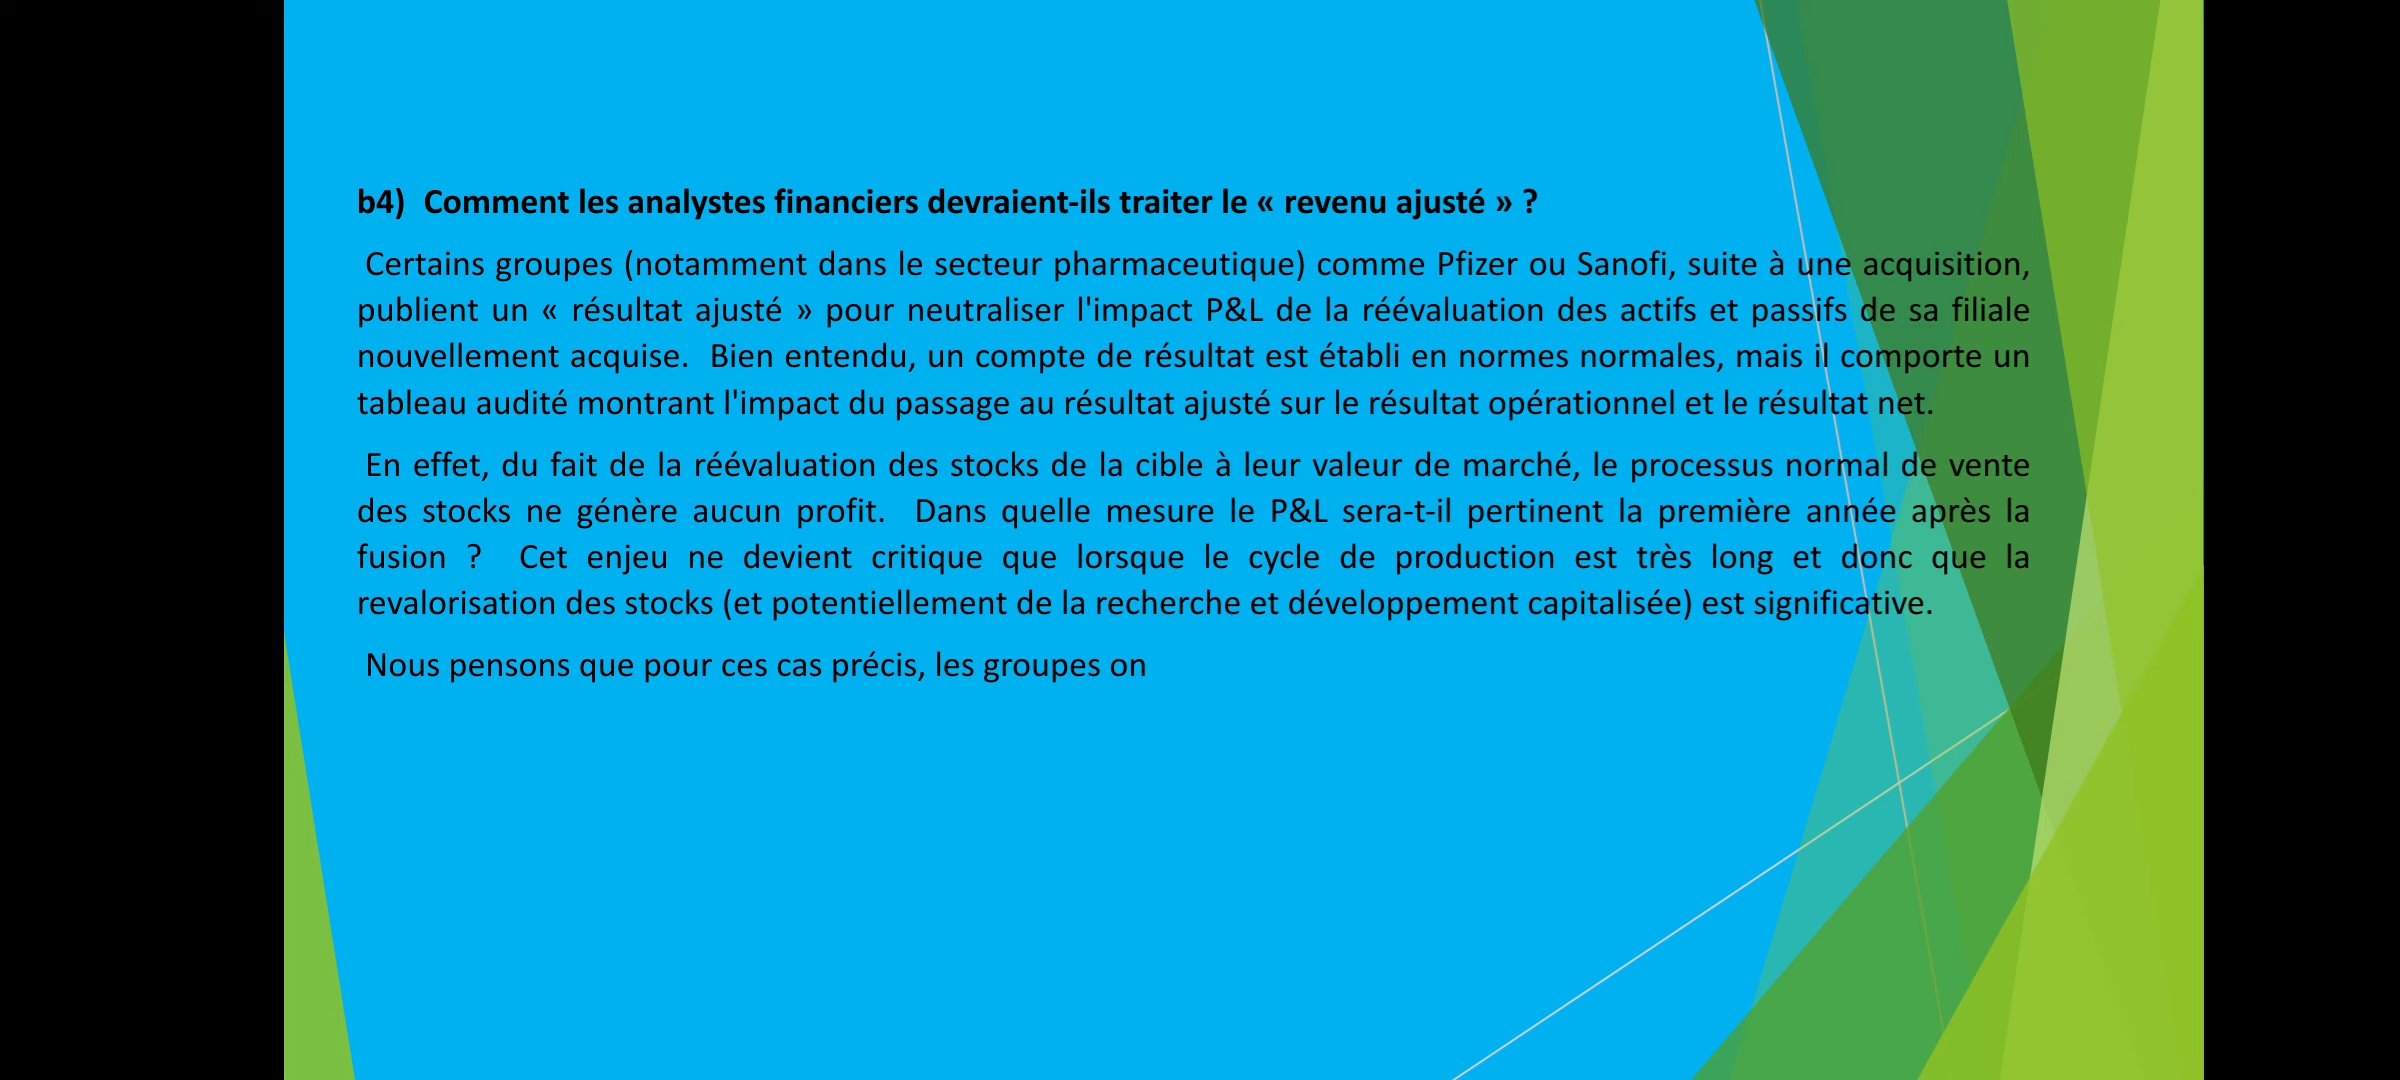 b4) Comment les analystes financiers devraient-ils traiter le « revenu ajusté » ?
Certains groupes (notamment dans le secteur pharmaceutique) comme Pfizer ou Sanofi, suite à une acquisition,
publient un « résultat ajusté » pour neutraliser l'impact P&L de la réévaluation des actifs et passifs de sa filiale
nouvellement acquise. Bien entendu, un compte de résultat est établi en normes normales, mais il comporte un
tableau audité montrant l'impact du passage au résultat ajusté sur le résultat opérationnel et le résultat net.
En effet, du fait de la réévaluation des stocks de la cible à leur valeur de marché, le processus normal de vente
des stocks ne génère aucun profit. Dans quelle mesure le P&L sera-t-il pertinent la première année après la
fusion ? Cet enjeu ne devient critique que lorsque le cycle de production est très long et donc que la
revalorisation des stocks (et potentiellement de la recherche et développement capitalisée) est significative.
Nous pensons que pour ces cas précis, les groupes on